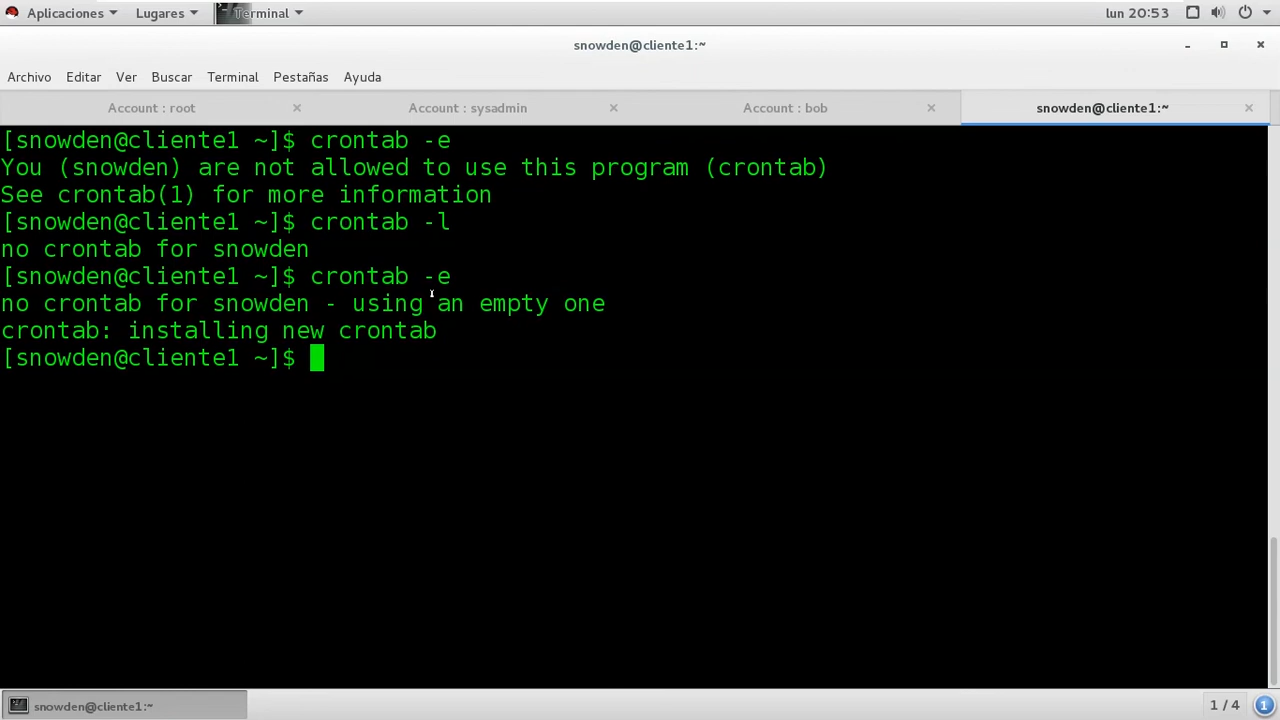 Aplicaciones Lugares Terminal lun 20:53
snowden@cliente1:~
Archivo Editar Ver Buscar Terminal Pestañas Ayuda
Account : root Account : sysadmin Account : bob snowden@cliente1:~
[snowden@cliente1 ~]$ crontab -e
You (snowden) are not allowed to use this program (crontab)
See crontab(1) for more information
[snowden@cliente1 ~]$ crontab -l
no crontab for snowden
[snowden@cliente1 ~]$ crontab -e
no crontab for snowden - using an empty one
crontab: installing new crontab
[snowden@cliente1 ~]$
snowden@cliente1:~ 1 / 4 1